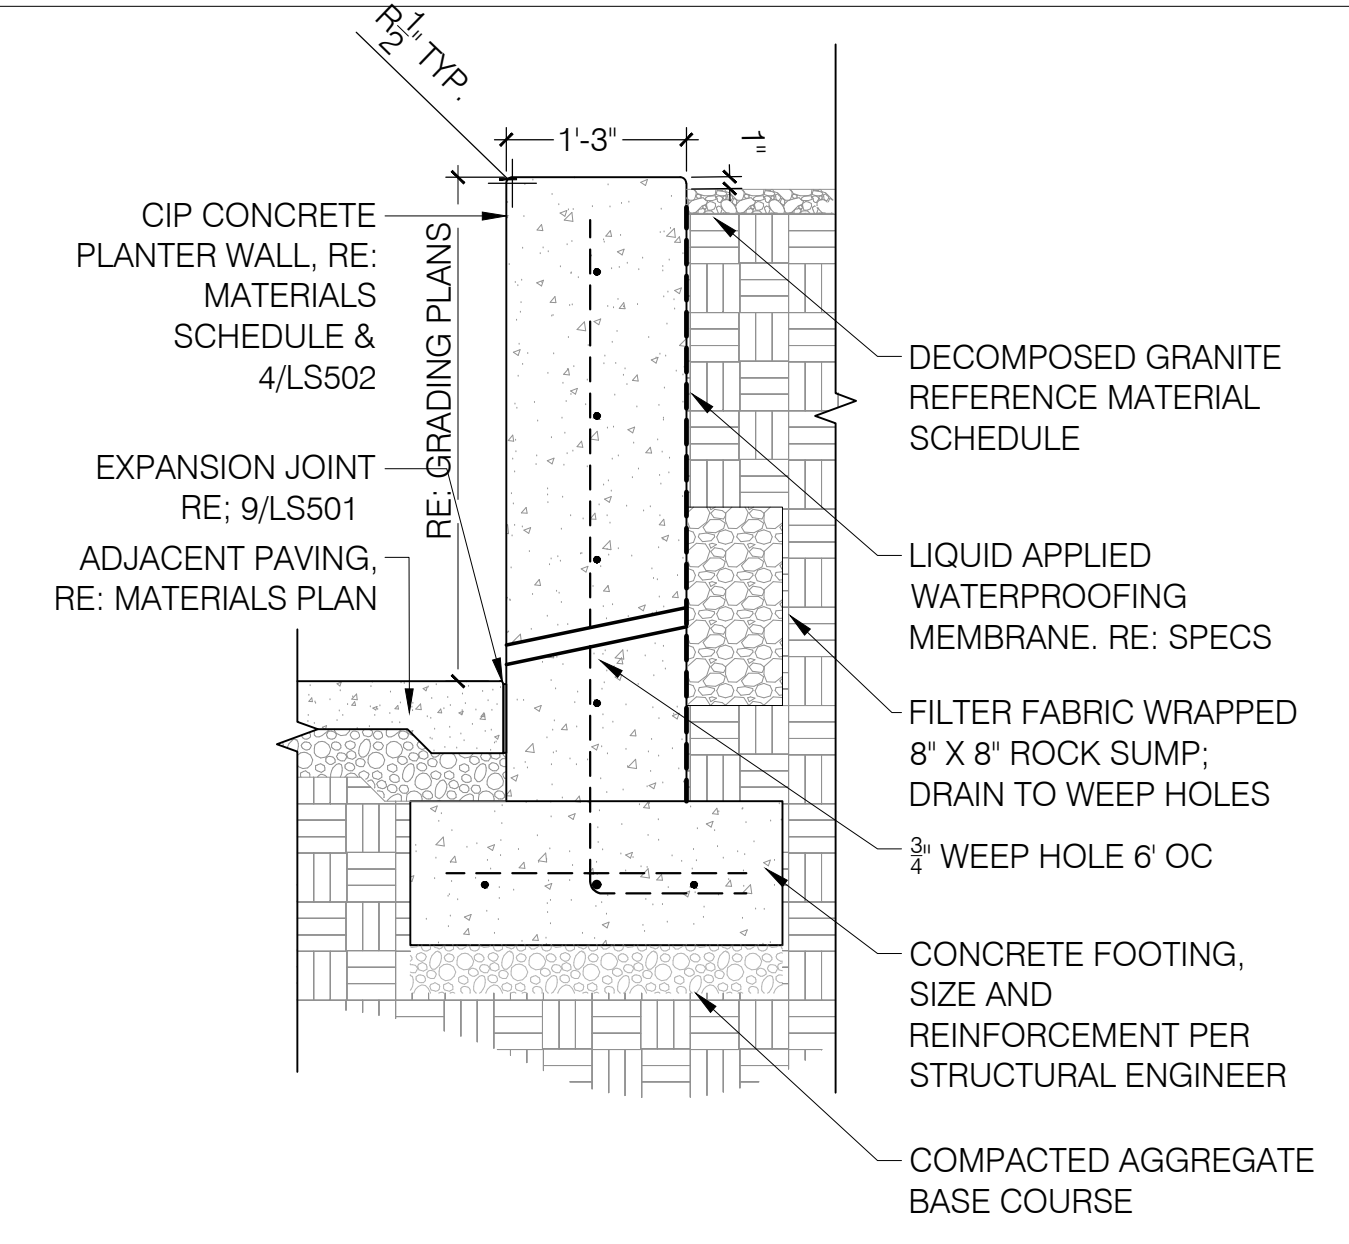 R1/2" TYP.
1'-3"
1"
CIP CONCRETE
PLANTER WALL, RE:
MATERIALS
SCHEDULE &
4/LS502
RE: GRADING PLANS
EXPANSION JOINT
RE; 9/LS501
ADJACENT PAVING,
RE: MATERIALS PLAN
DECOMPOSED GRANITE
REFERENCE MATERIAL
SCHEDULE
LIQUID APPLIED
WATERPROOFING
MEMBRANE. RE: SPECS
FILTER FABRIC WRAPPED
8" X 8" ROCK SUMP;
DRAIN TO WEEP HOLES
3/4" WEEP HOLE 6' OC
CONCRETE FOOTING,
SIZE AND
REINFORCEMENT PER
STRUCTURAL ENGINEER
COMPACTED AGGREGATE
BASE COURSE